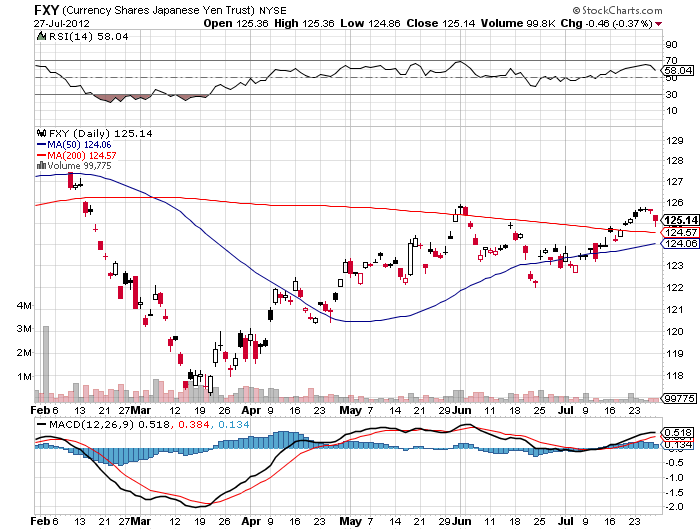 FXY (Currency Shares Japanese Yen Trust) NYSE © StockCharts.com
27-Jul-2012 Open 125.36 High 125.36 Low 124.86 Close 125.14 Volume 99.8K Chg -0.46 (-0.37%)
RSI(14) 58.04
90
70
58.04
50
30
10
FXY (Daily) 125.14
MA(50) 124.06
MA(200) 124.57
Volume 99,775
129
128
127
126
125.14
124.57
124.06
123
122
121
120
119
118
4M
3M
2M
1M
99775
Feb 6 13 21 27 Mar 12 19 26 Apr 9 16 23 May 7 14 21 29 Jun 11 18 25 Jul 9 16 23
MACD(12,26,9) 0.518, 0.384, 0.134
0.518
0.134
-0.5
-1.0
-1.5
-2.0
Feb 6 13 21 27 Mar 12 19 26 Apr 9 16 23 May 7 14 21 29 Jun 11 18 25 Jul 9 16 23